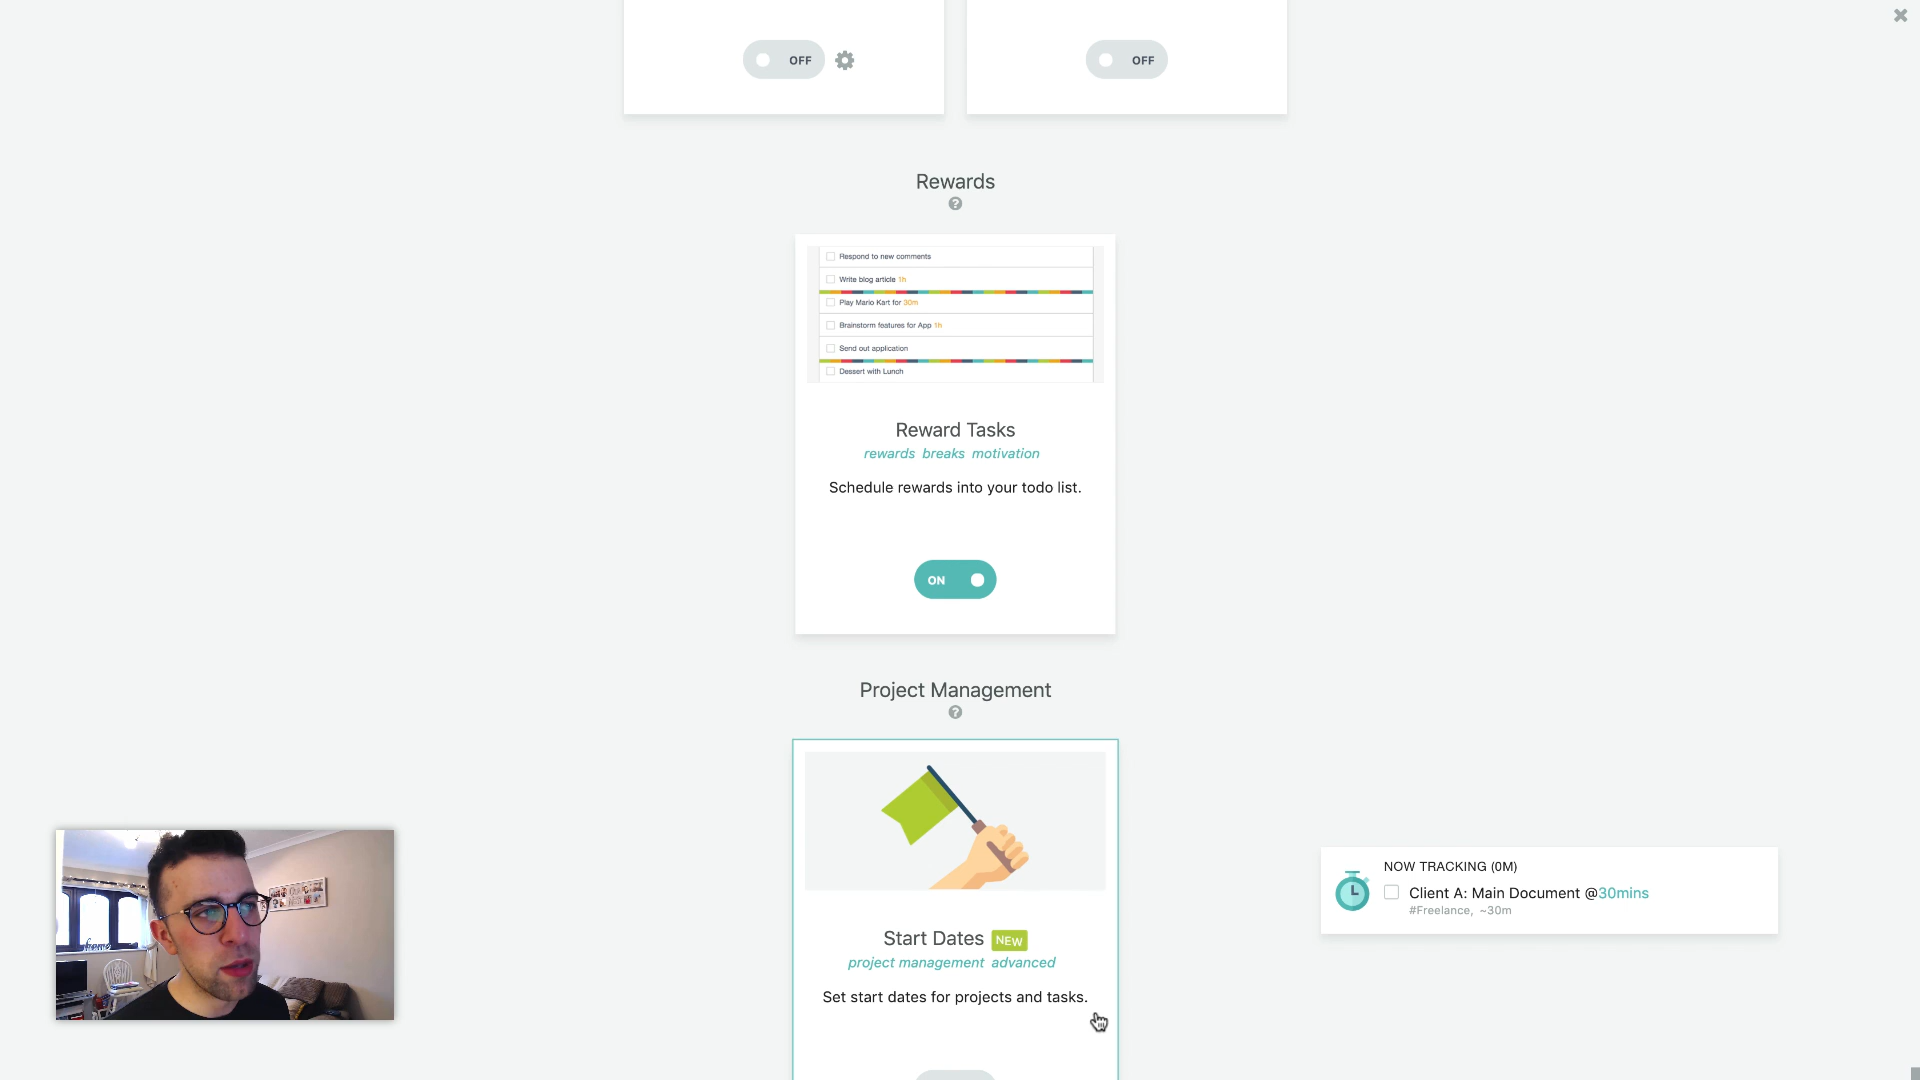 OFF
OFF
Rewards
Respond to new comments
Write blog article 1h
Play Mario Kart for 30m
Brainstorm features for App 1h
Send out application
Dessert with Lunch
Reward Tasks
rewards breaks motivation
Schedule rewards into your todo list.
ON
Project Management
Start Dates NEW
project management advanced
Set start dates for projects and tasks.
NOW TRACKING (0M)
Client A: Main Document @30mins
#Freelance, ~30m